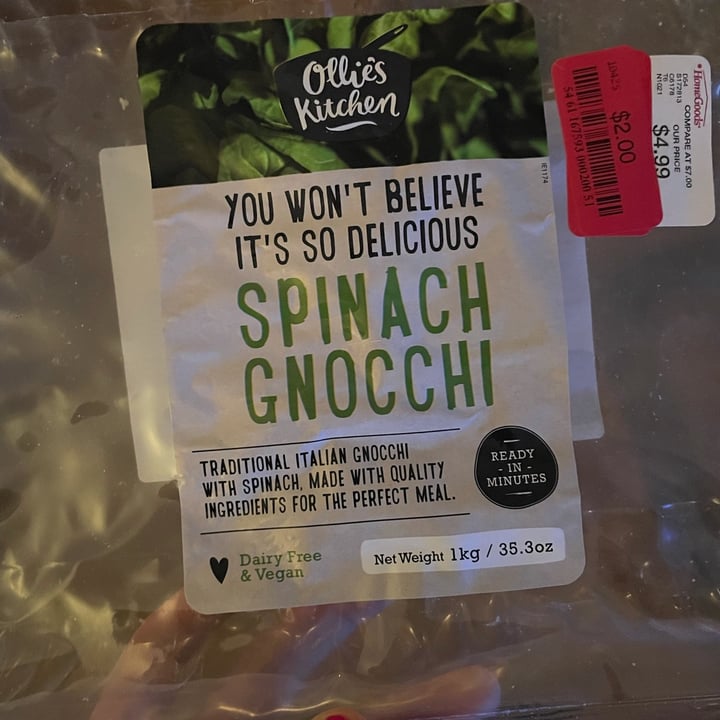 Ollie's
Kitchen
YOU WON'T BELIEVE
IT'S SO DELICIOUS
SPINACH
GNOCCHI
TRADITIONAL ITALIAN GNOCCHI
WITH SPINACH, MADE WITH QUALITY
INGREDIENTS FOR THE PERFECT MEAL.
READY
- IN -
MINUTES
Dairy Free
& Vegan
Net Weight 1kg / 35.3oz
IE1174
$2.00
HomeGoods
COMPARE AT $7.00
OUR PRICE
$4.99